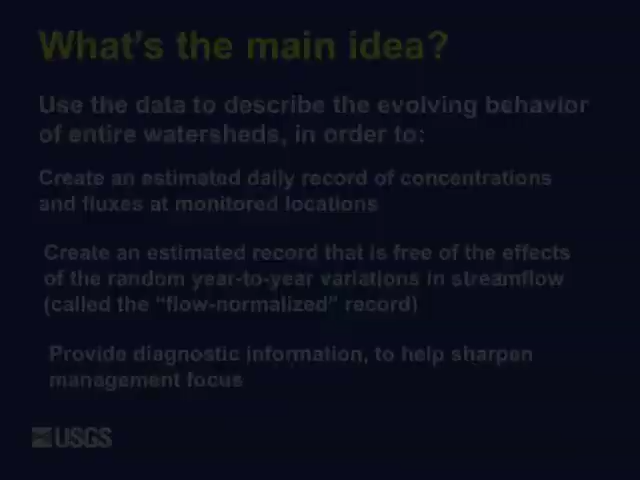 What's the main idea?
Use the data to describe the evolving behavior
of entire watersheds, in order to:
Create an estimated daily record of concentrations
and fluxes at monitored locations
Create an estimated record that is free of the effects
of the random year-to-year variations in streamflow
(called the “flow-normalized” record)
Provide diagnostic information, to help sharpen
management focus
USGS